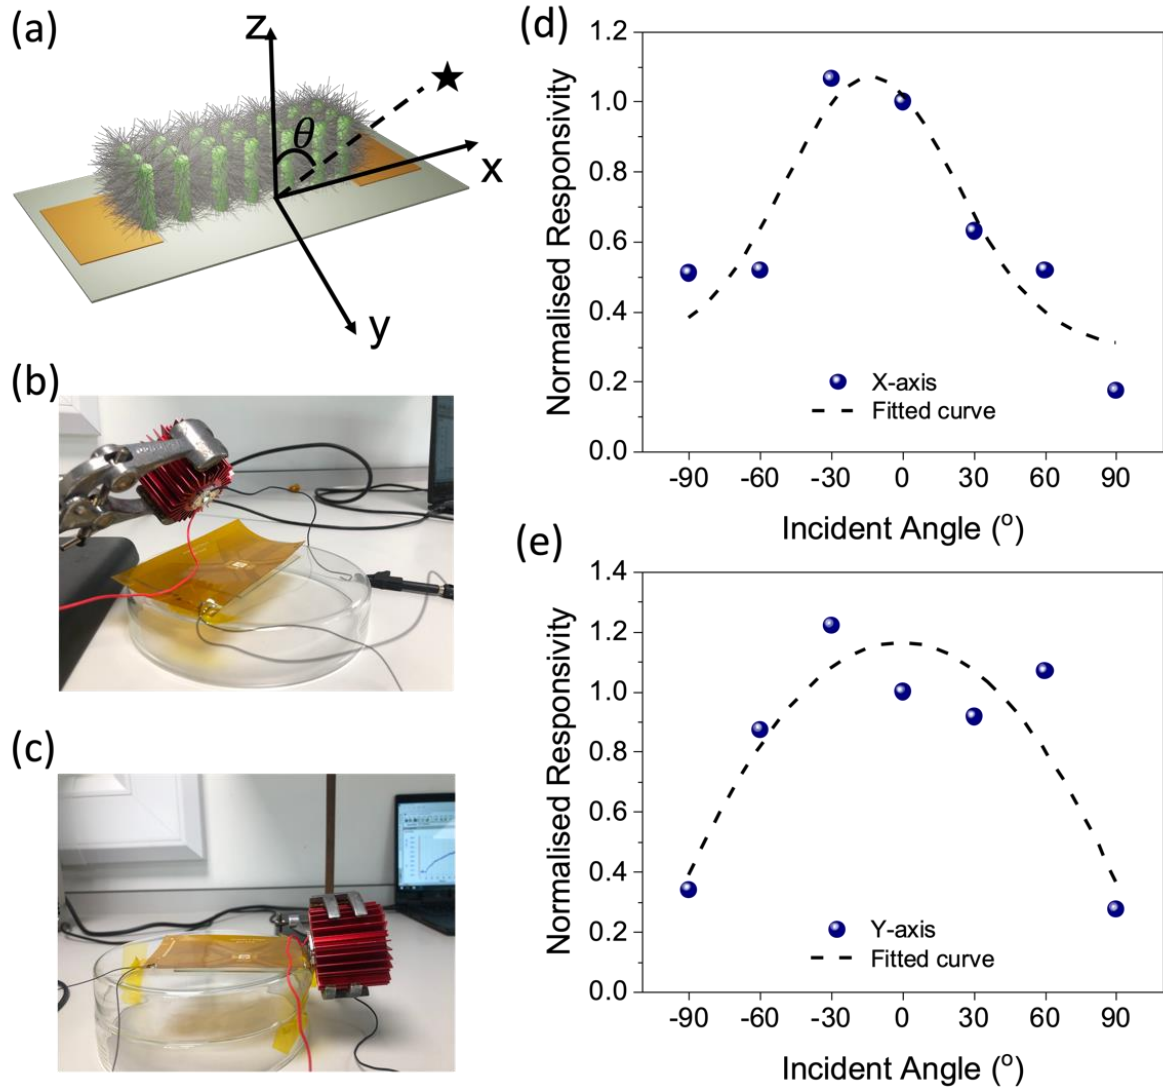 (a)
z
θ
x
y
(b)
(c)
(d)
Normalised Responsivity
1.2
1.0
0.8
0.6
0.4
0.2
0.0
X-axis
Fitted curve
-90 -60 -30 0 30 60 90
Incident Angle (o)
(e)
Normalised Responsivity
1.4
1.2
1.0
0.8
0.6
0.4
0.2
0.0
Y-axis
Fitted curve
-90 -60 -30 0 30 60 90
Incident Angle (o)